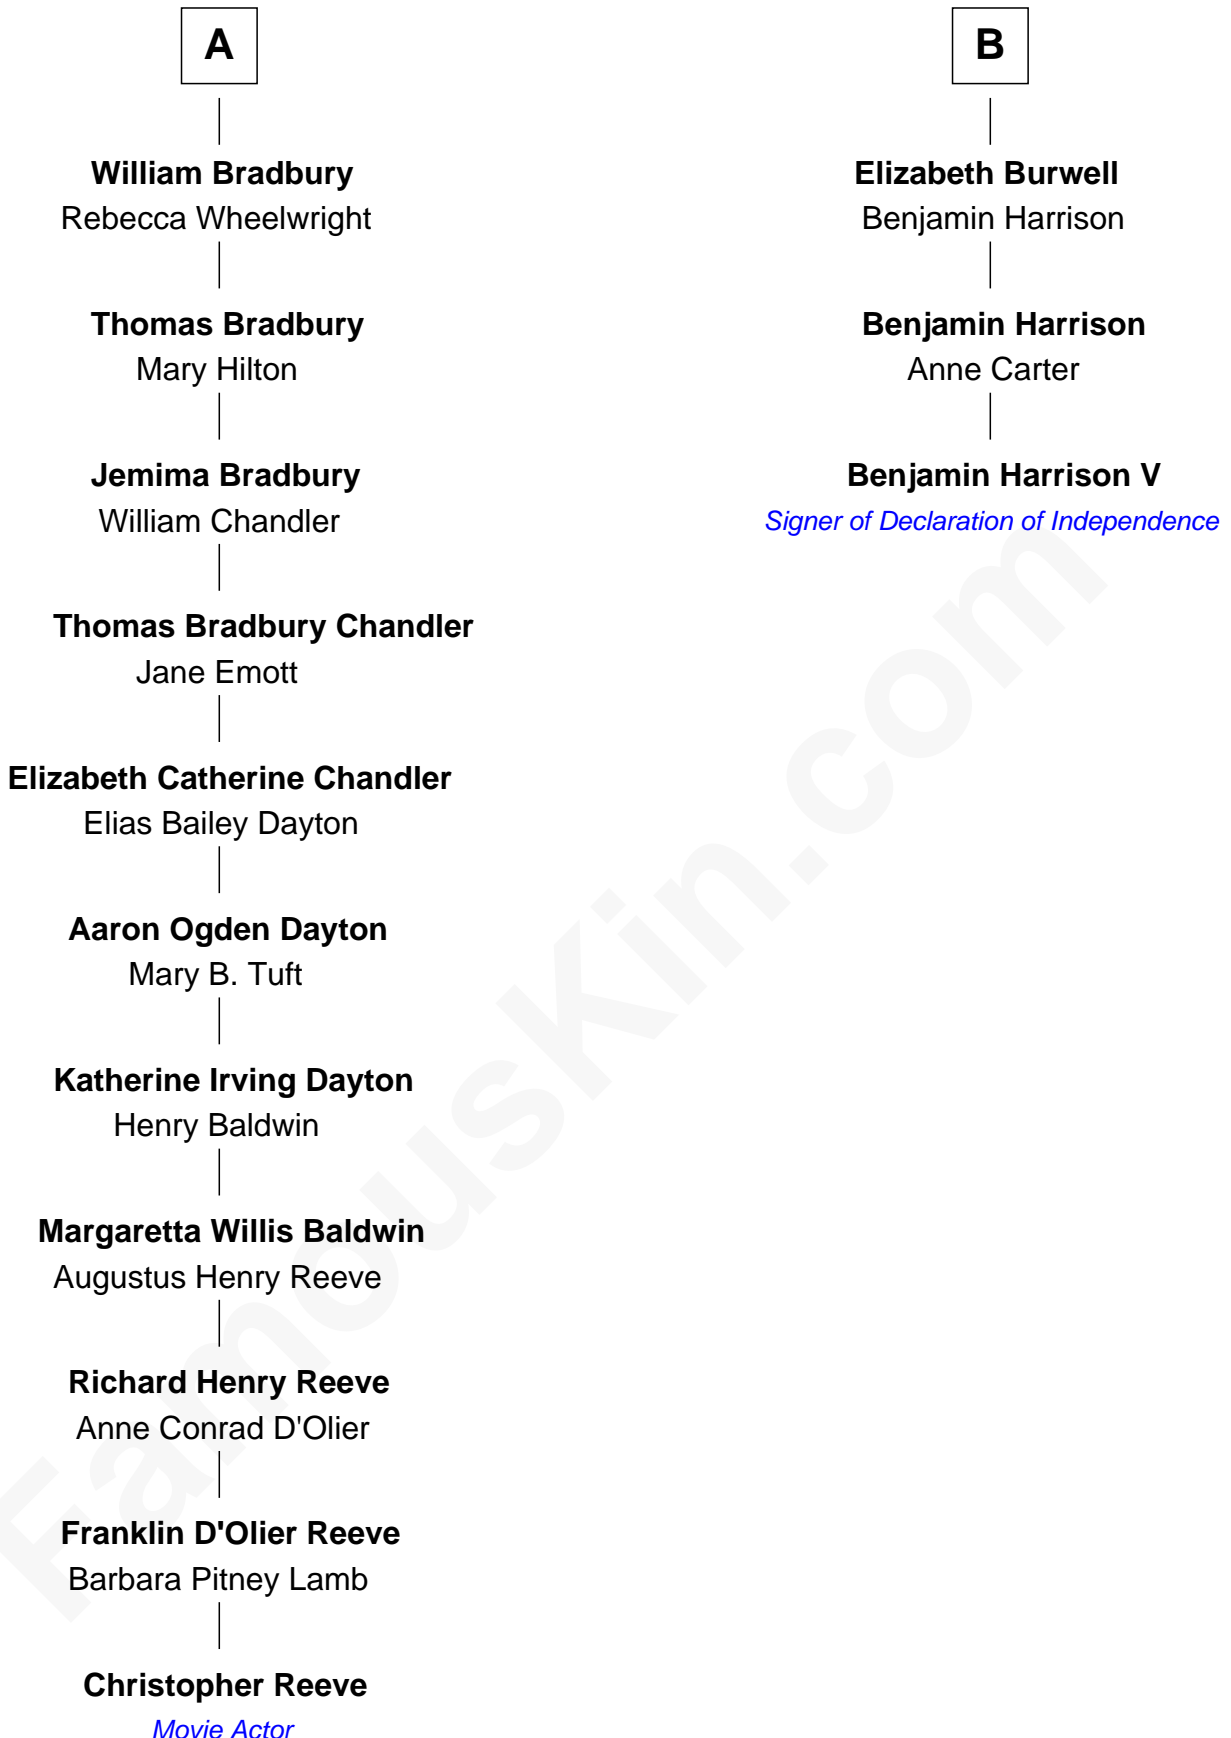 A
William Bradbury
Rebecca Wheelwright
Thomas Bradbury
Mary Hilton
Jemima Bradbury
William Chandler
Thomas Bradbury Chandler
Jane Emott
Elizabeth Catherine Chandler
Elias Bailey Dayton
Aaron Ogden Dayton
Mary B. Tuft
Katherine Irving Dayton
Henry Baldwin
Margaretta Willis Baldwin
Augustus Henry Reeve
Richard Henry Reeve
Anne Conrad D'Olier
Franklin D'Olier Reeve
Barbara Pitney Lamb
Christopher Reeve
Movie Actor
B
Elizabeth Burwell
Benjamin Harrison
Benjamin Harrison
Anne Carter
Benjamin Harrison V
Signer of Declaration of Independence
FamousKin.com